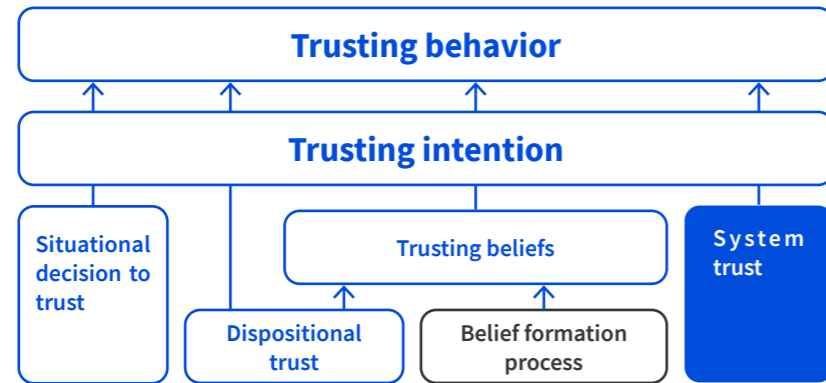 Trusting behavior
Trusting intention
Situational
decision to
trust
Trusting beliefs
System
trust
Dispositional
trust
Belief formation
process